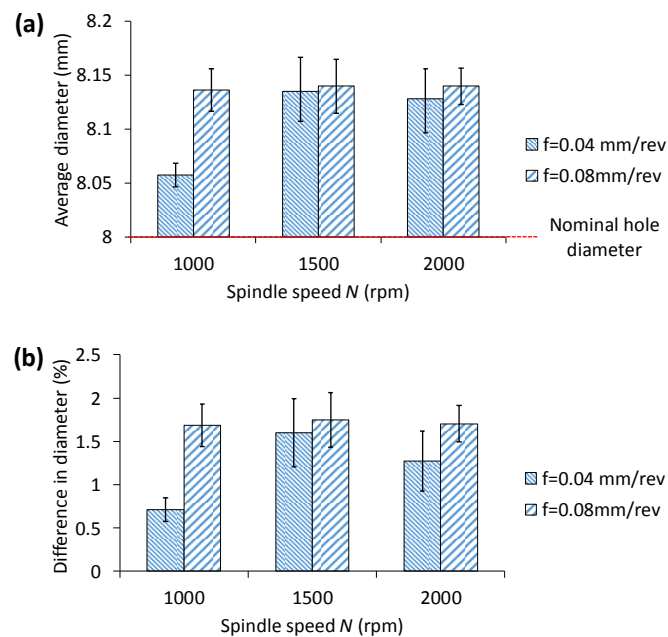 (a)
Average diameter (mm)
8.2
8.15
8.1
8.05
8
1000
1500
2000
Spindle speed N (rpm)
f=0.04 mm/rev
f=0.08mm/rev
Nominal hole
diameter
(b)
Difference in diameter (%)
2.5
2
1.5
1
0.5
0
1000
1500
2000
Spindle speed N (rpm)
f=0.04 mm/rev
f=0.08mm/rev